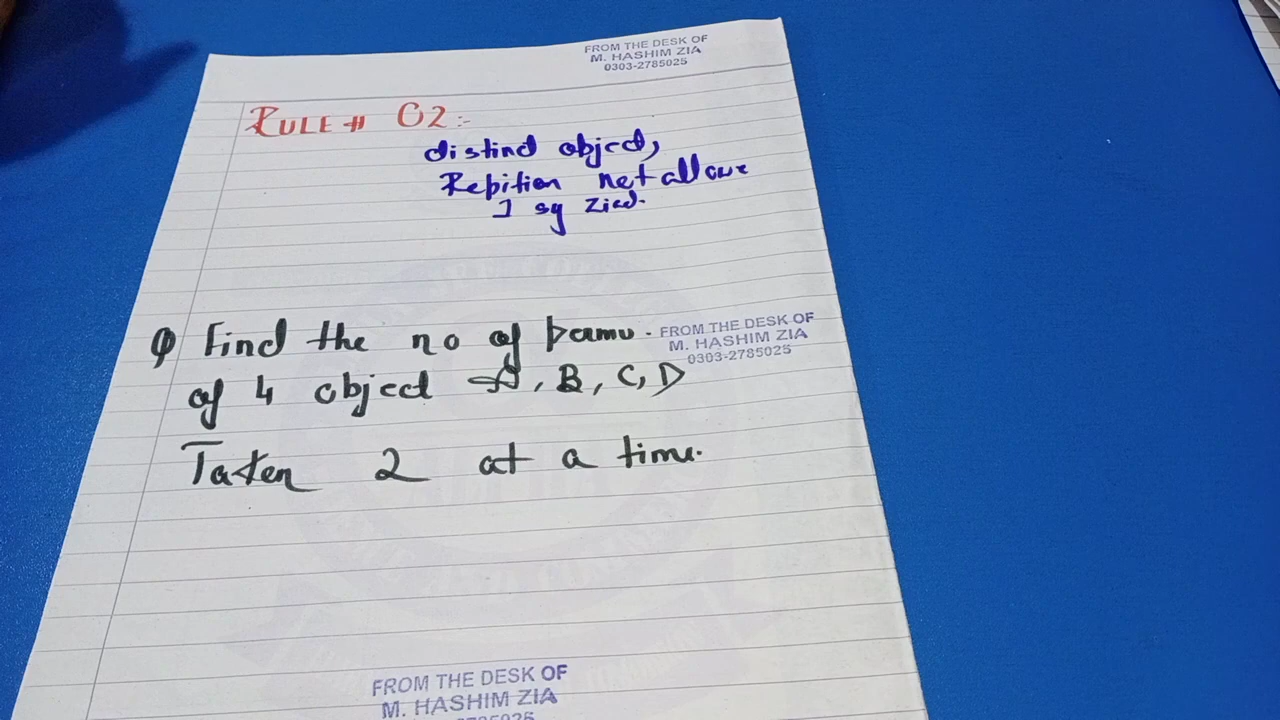 FROM THE DESK OF
M. HASHIM ZIA
0303-2785025
RULE # 02:-
distind object,
Repition not allowe
Find the no of pamu.
FROM THE DESK OF
M. HASHIM ZIA
0303-2785025
of 4 object A, B, C, D
Taken 2 at a time.
FROM THE DESK OF
M. HASHIM ZIA